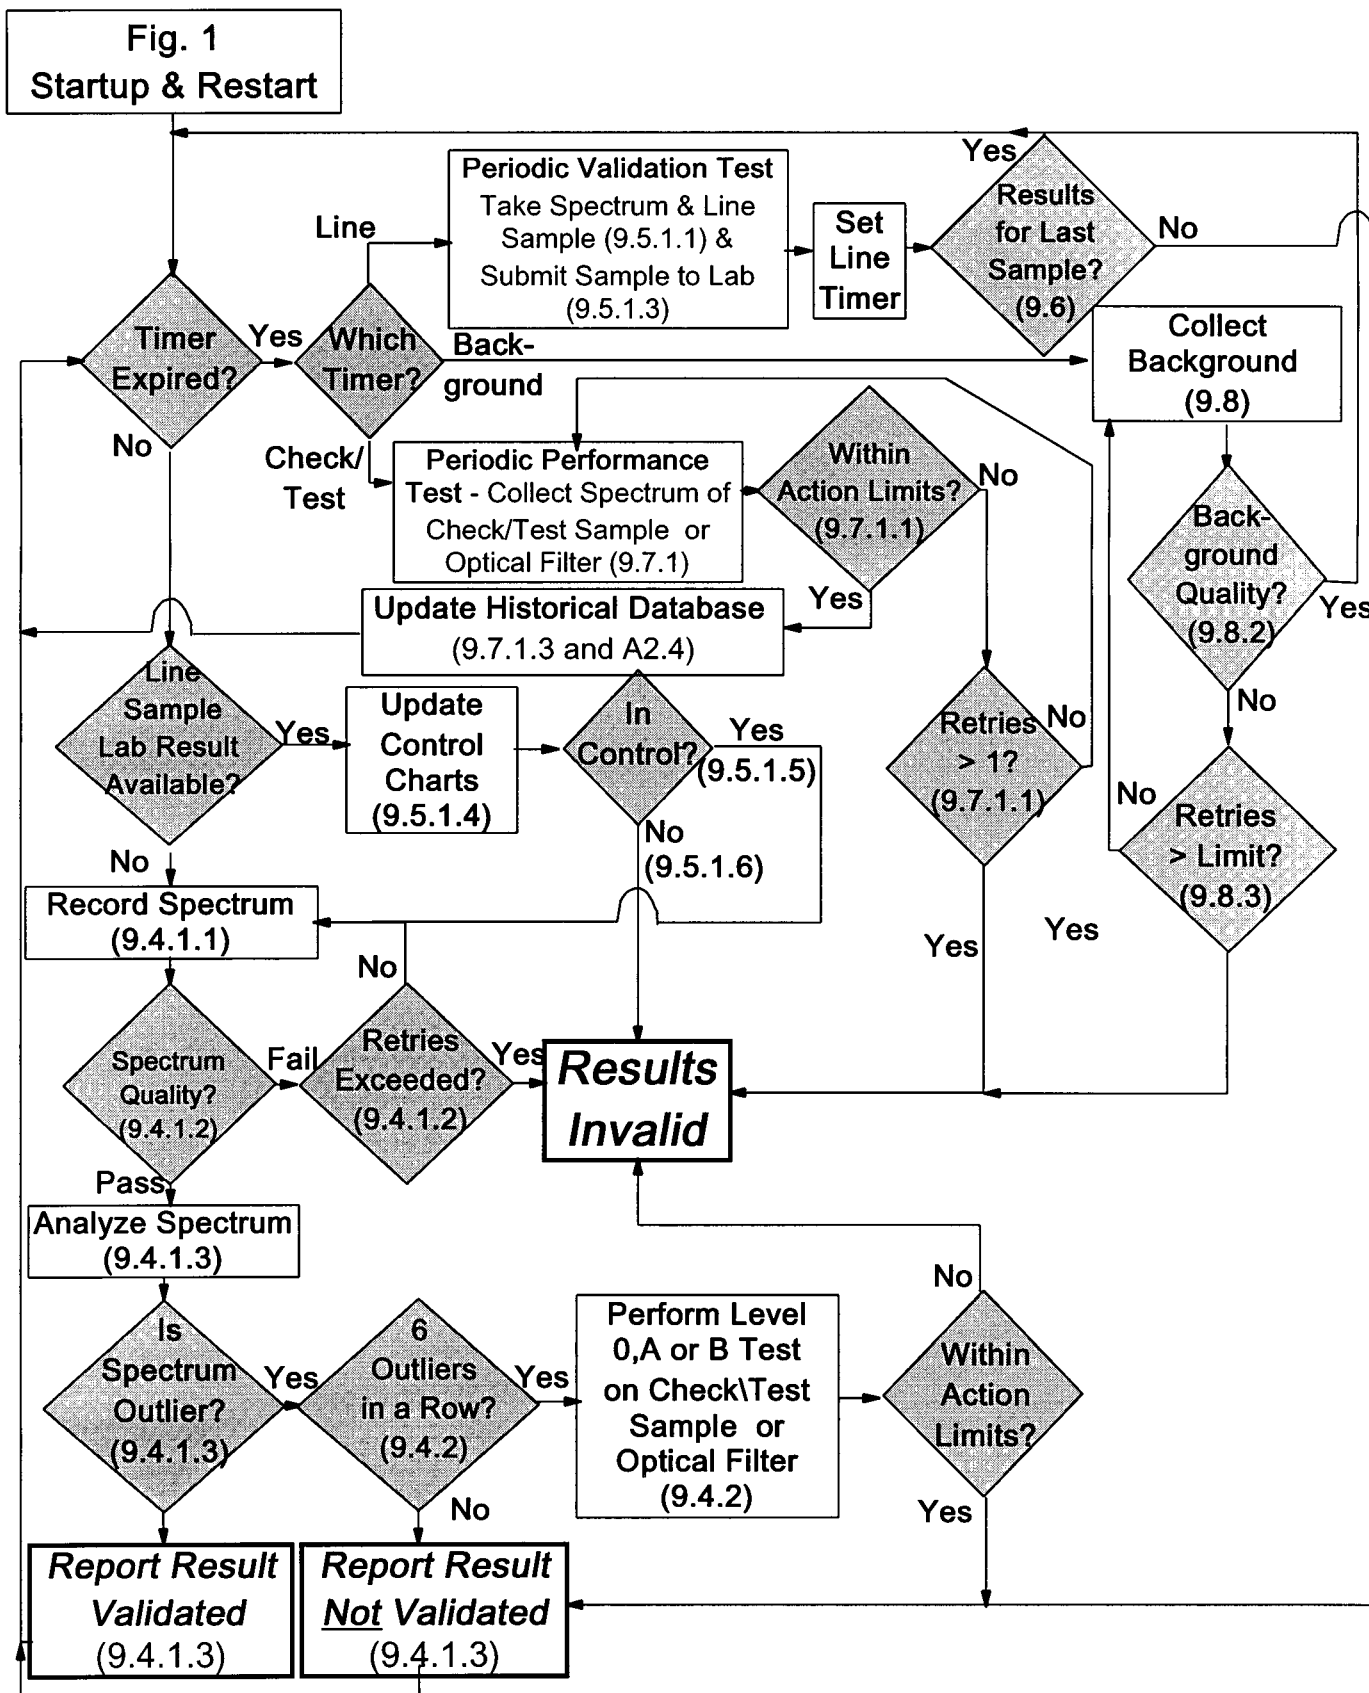 Fig. 1
Startup & Restart
Periodic Validation Test
Take Spectrum & Line
Sample (9.5.1.1) &
Submit Sample to Lab
(9.5.1.3)
Line
Set
Line
Timer
Yes
Results
for Last
Sample?
(9.6)
No
Timer
Expired?
Yes
Which
Timer?
Back-
ground
Collect
Background
(9.8)
No
Check/
Test
Periodic Performance
Test - Collect Spectrum of
Check/Test Sample or
Optical Filter (9.7.1)
Within
Action Limits?
(9.7.1.1)
No
Yes
Back-
ground
Quality?
(9.8.2)
Yes
No
Update Historical Database
(9.7.1.3 and A2.4)
Line
Sample
Lab Result
Available?
Yes
Update
Control
Charts
(9.5.1.4)
In
Control?
Yes
(9.5.1.5)
No
(9.5.1.6)
Retries
> 1?
(9.7.1.1)
No
Yes
No
Retries
> Limit?
(9.8.3)
Yes
No
Record Spectrum
(9.4.1.1)
No
Spectrum
Quality?
(9.4.1.2)
Fail
Retries
Exceeded?
(9.4.1.2)
Yes
Results
Invalid
Pass
Analyze Spectrum
(9.4.1.3)
Is
Spectrum
Outlier?
(9.4.1.3)
Yes
6
Outliers
in a Row?
(9.4.2)
Yes
Perform Level
0,A or B Test
on Check\Test
Sample or
Optical Filter
(9.4.2)
No
Within
Action
Limits?
Yes
No
Report Result
Validated
(9.4.1.3)
Report Result
Not Validated
(9.4.1.3)